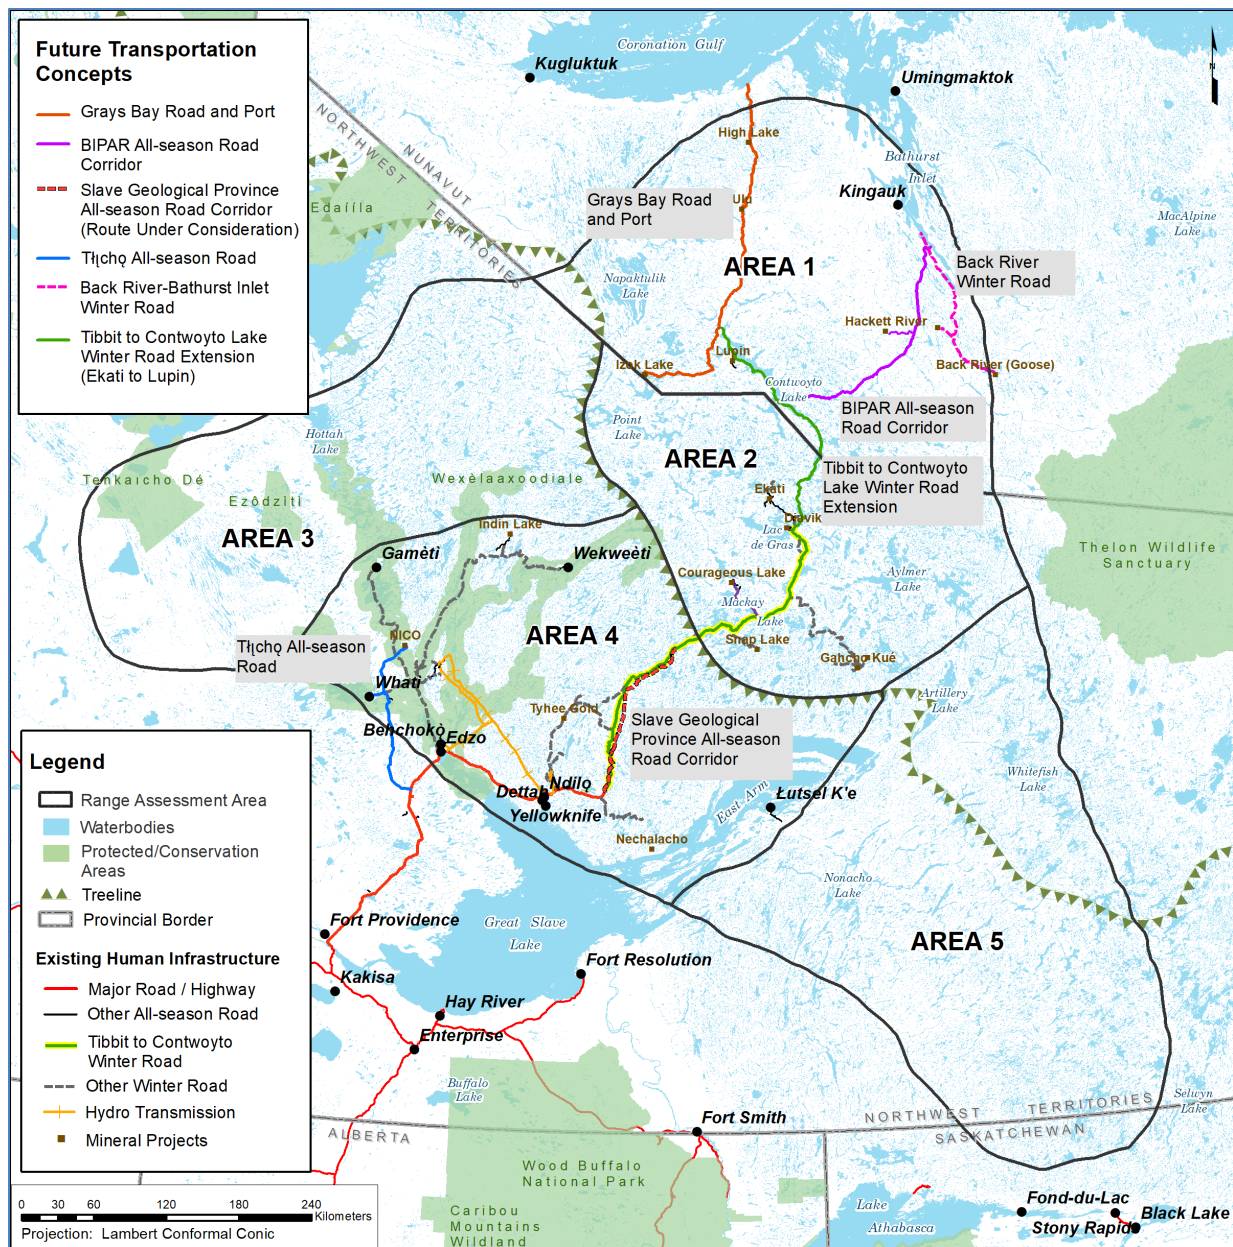 Future Transportation
Concepts
Grays Bay Road and Port
BIPAR All-season Road
Corridor
Slave Geological Province
All-season Road Corridor
(Route Under Consideration)
Tłı̨chǫ All-season Road
Back River-Bathurst Inlet
Winter Road
Tibbit to Contwoyto Lake
Winter Road Extension
(Ekati to Lupin)
Coronation Gulf
Kugluktuk
Umingmaktok
N
NORTHWEST TERRITORIES
NUNAVUT
High Lake
Bathurst
Inlet
Kingauk
Grays Bay Road
and Port
Ulu
MacAlpine
Lake
Edaííla
AREA 1
Back River
Winter Road
Napaktulik
Lake
Hackett River
Lupin
Izok Lake
Back River (Goose)
Contwoyto
Lake
BIPAR All-season
Road Corridor
Point
Lake
Hottah
Lake
AREA 2
Tibbit to Contwoyto
Lake Winter Road
Extension
Tenkaıcho Dé
Ezǫ̀dzìtì
Wexèlaaxoodiale
Ekati
Diavik
Lac
de Gras
AREA 3
Indin Lake
Gamètì
Wekweètì
Thelon Wildlife
Sanctuary
Courageous Lake
Aylmer
Lake
Mackay
Lake
AREA 4
NICO
Snap Lake
Gahcho Kué
Tłı̨chǫ All-season
Road
Whatì
Artillery
Lake
Tyhee Gold
Slave Geological
Province All-season
Road Corridor
Behchokǫ̀
Edzo
Whitefish
Lake
Ndilǫ
Dettah
Yellowknife
East Arm
Łutsel K'e
Nechalacho
Nonacho
Lake
Legend
Range Assessment Area
Waterbodies
Protected/Conservation
Areas
Treeline
Provincial Border
Existing Human Infrastructure
Major Road / Highway
Other All-season Road
Tibbit to Contwoyto
Winter Road
Other Winter Road
Hydro Transmission
Mineral Projects
Fort Providence
Great Slave
Lake
AREA 5
Kakisa
Fort Resolution
Hay River
Enterprise
Buffalo
Lake
Selwyn
Lake
Fort Smith
NORTHWEST TERRITORIES
SASKATCHEWAN
ALBERTA
Wood Buffalo
National Park
Caribou
Mountains
Wildland
Lake
Athabasca
Fond-du-Lac
Stony Rapids
Black Lake
0 30 60 120 180 240
Kilometers
Projection: Lambert Conformal Conic